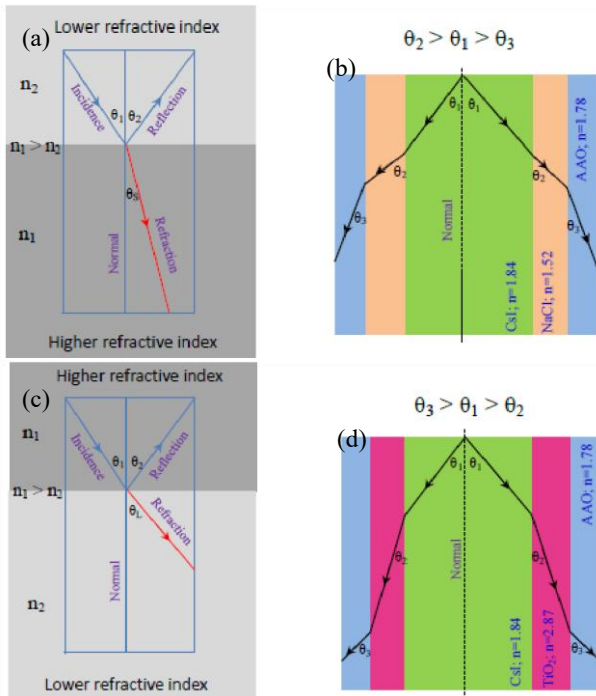 (a)
Lower refractive index
n₂
Incidence
θ₁
θ₂
Reflection
n₁ > n₂
θₛ
Refraction
Normal
n₁
Higher refractive index
(b)
θ₂ > θ₁ > θ₃
θ₁
θ₁
θ₂
θ₂
θ₃
θ₃
Normal
CsI; n=1.84
NaCl; n=1.52
AAO; n=1.78
(c)
Higher refractive index
n₁
Incidence
θ₁
θ₂
Reflection
n₁ > n₂
θL
Refraction
Normal
n₂
Lower refractive index
(d)
θ₃ > θ₁ > θ₂
θ₁
θ₁
θ₂
θ₂
θ₃
θ₃
Normal
CsI; n=1.84
TiO₂; n=2.87
AAO; n=1.78